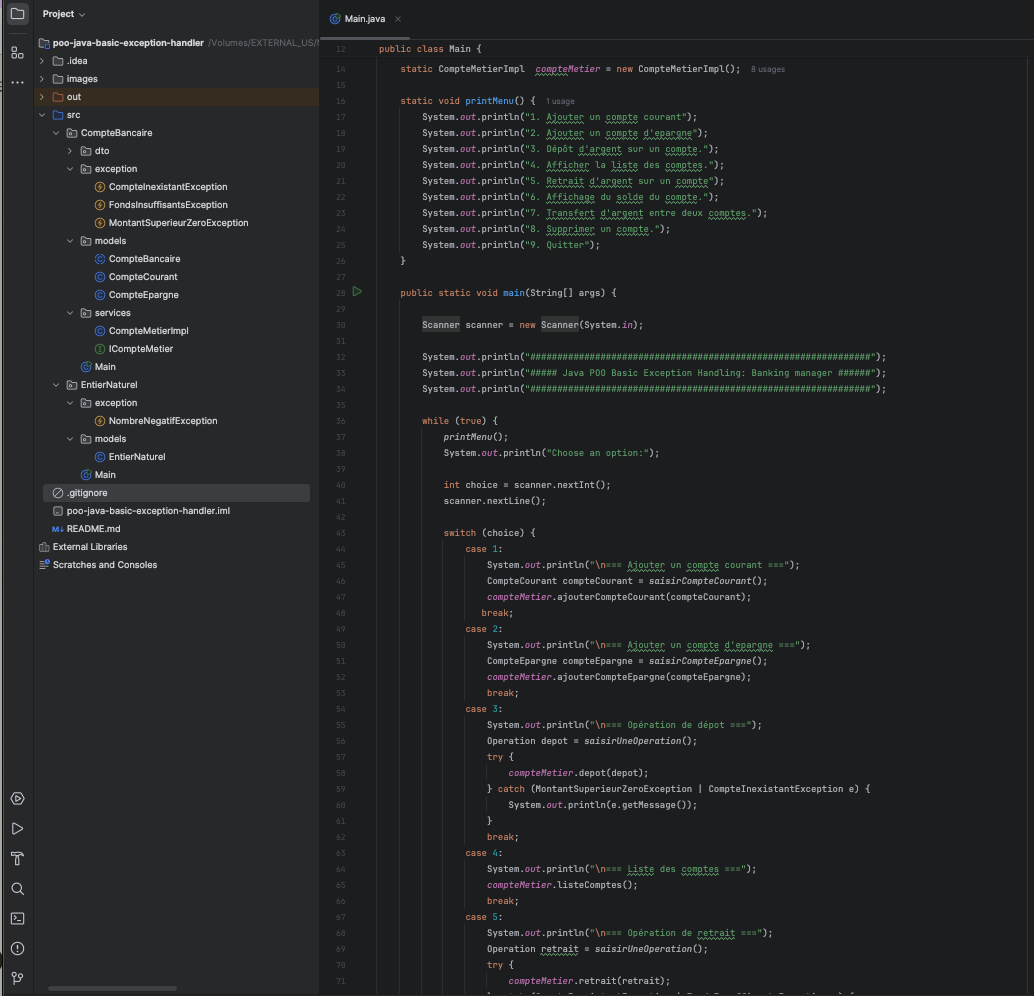 Project
poo-java-basic-exception-handler /Volumes/EXTERNAL_US/
.idea
images
out
src
CompteBancaire
dto
exception
CompteInexistantException
FondsInsuffisantsException
MontantSuperieurZeroException
models
CompteBancaire
CompteCourant
CompteEpargne
services
CompteMetierImpl
ICompteMetier
Main
EntierNaturel
exception
NombreNegatifException
models
EntierNaturel
Main
.gitignore
poo-java-basic-exception-handler.iml
M↓ README.md
External Libraries
Scratches and Consoles
Main.java
12 public class Main {
14 static CompteMetierImpl compteMetier = new CompteMetierImpl(); 8 usages
15
16 static void printMenu() { 1 usage
17 System.out.println("1. Ajouter un compte courant");
18 System.out.println("2. Ajouter un compte d'epargne");
19 System.out.println("3. Dépôt d'argent sur un compte.");
20 System.out.println("4. Afficher la liste des comptes.");
21 System.out.println("5. Retrait d'argent sur un compte");
22 System.out.println("6. Affichage du solde du compte.");
23 System.out.println("7. Transfert d'argent entre deux comptes.");
24 System.out.println("8. Supprimer un compte.");
25 System.out.println("9. Quitter");
26 }
27
28 public static void main(String[] args) {
29
30 Scanner scanner = new Scanner(System.in);
31
32 System.out.println("###############################################################");
33 System.out.println("##### Java POO Basic Exception Handling: Banking manager ######");
34 System.out.println("###############################################################");
35
36 while (true) {
37 printMenu();
38 System.out.println("Choose an option:");
39
40 int choice = scanner.nextInt();
41 scanner.nextLine();
42
43 switch (choice) {
44 case 1:
45 System.out.println("\n=== Ajouter un compte courant ===");
46 CompteCourant compteCourant = saisirCompteCourant();
47 compteMetier.ajouterCompteCourant(compteCourant);
48 break;
49 case 2:
50 System.out.println("\n=== Ajouter un compte d'epargne ===");
51 CompteEpargne compteEpargne = saisirCompteEpargne();
52 compteMetier.ajouterCompteEpargne(compteEpargne);
53 break;
54 case 3:
55 System.out.println("\n=== Opération de dépot ===");
56 Operation depot = saisirUneOperation();
57 try {
58 compteMetier.depot(depot);
59 } catch (MontantSuperieurZeroException | CompteInexistantException e) {
60 System.out.println(e.getMessage());
61 }
62 break;
63 case 4:
64 System.out.println("\n=== Liste des comptes ===");
65 compteMetier.listeComptes();
66 break;
67 case 5:
68 System.out.println("\n=== Opération de retrait ===");
69 Operation retrait = saisirUneOperation();
70 try {
71 compteMetier.retrait(retrait);